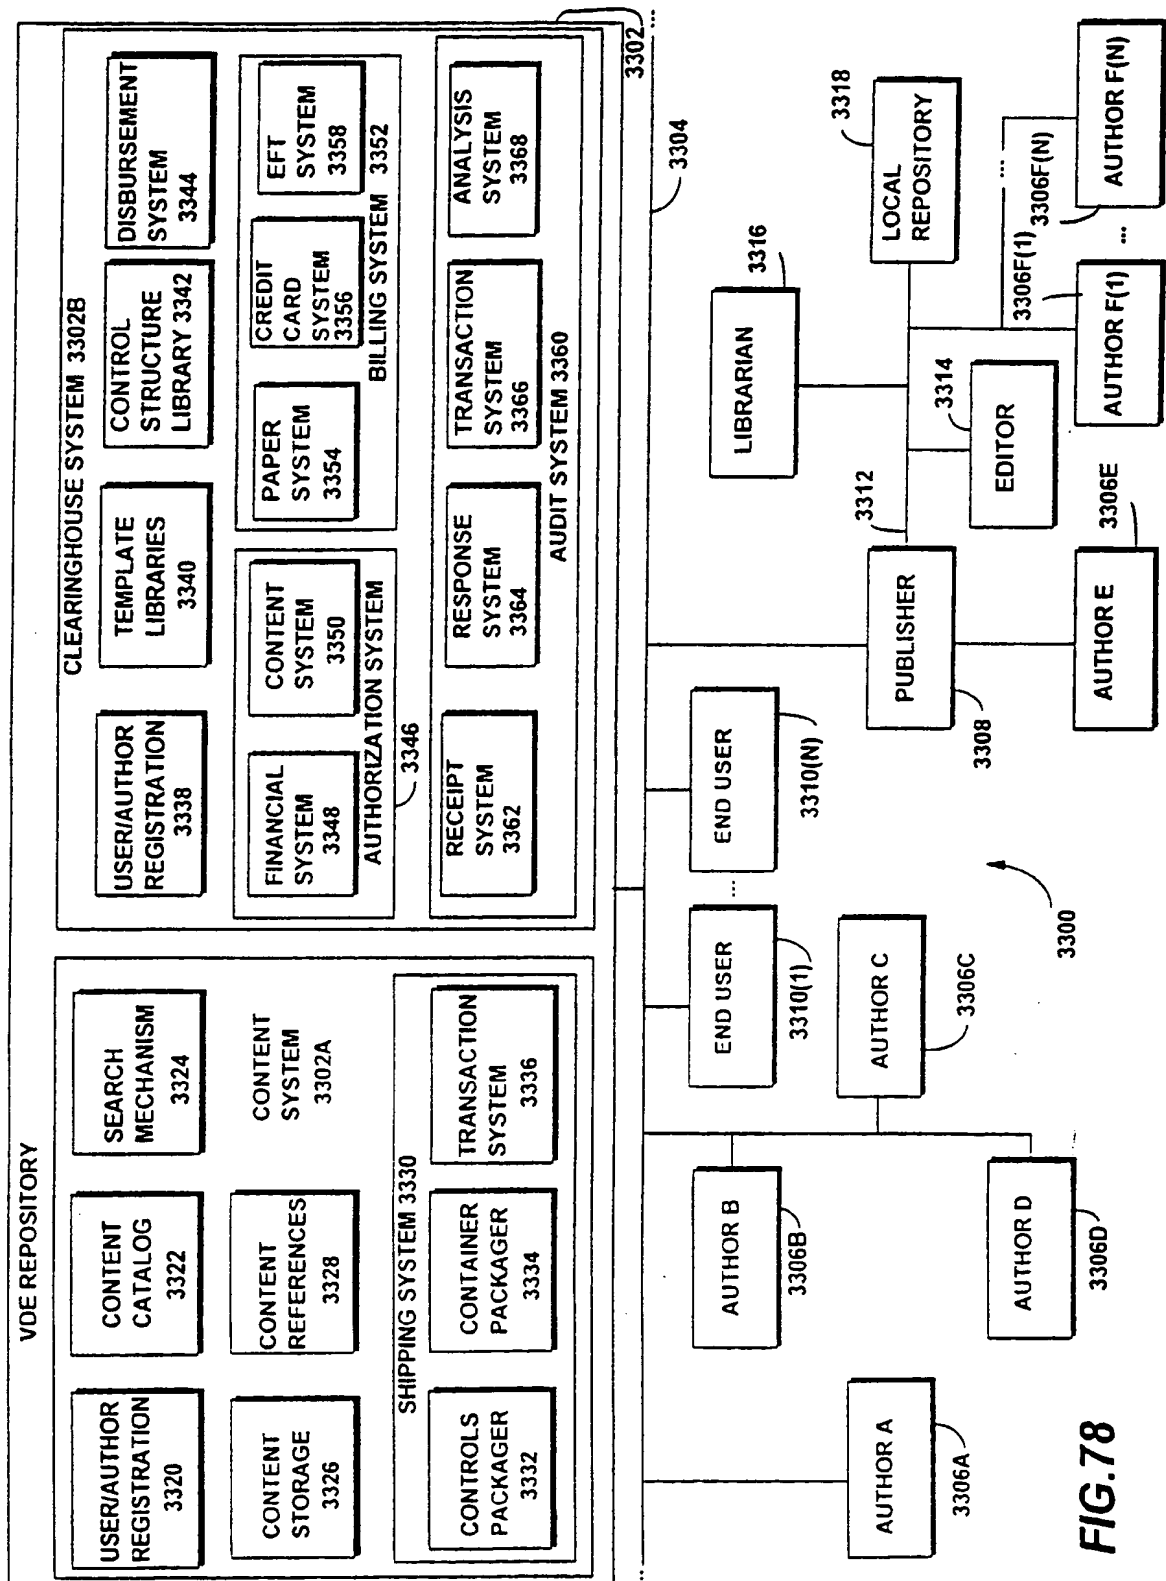 VDE REPOSITORY
USER/AUTHOR
REGISTRATION
3320
CONTENT
CATALOG
3322
SEARCH
MECHANISM
3324
CONTENT
STORAGE
3326
CONTENT
REFERENCES
3328
CONTENT
SYSTEM
3302A
SHIPPING SYSTEM 3330
CONTROLS
PACKAGER
3332
CONTAINER
PACKAGER
3334
TRANSACTION
SYSTEM
3336
CLEARINGHOUSE SYSTEM 3302B
USER/AUTHOR
REGISTRATION
3338
TEMPLATE
LIBRARIES
3340
CONTROL
STRUCTURE
LIBRARY 3342
DISBURSEMENT
SYSTEM
3344
FINANCIAL
SYSTEM
3348
CONTENT
SYSTEM
3350
AUTHORIZATION SYSTEM
3346
PAPER
SYSTEM
3354
CREDIT
CARD
SYSTEM
3356
EFT
SYSTEM
3358
BILLING SYSTEM 3352
RECEIPT
SYSTEM
3362
RESPONSE
SYSTEM
3364
TRANSACTION
SYSTEM
3366
ANALYSIS
SYSTEM
3368
AUDIT SYSTEM 3360
3302
...
...
3304
AUTHOR A
3306A
AUTHOR B
3306B
AUTHOR C
3306C
AUTHOR D
3306D
END USER
3310(1)
...
END USER
3310(N)
3300
PUBLISHER
3308
3312
AUTHOR E
3306E
EDITOR
3314
LIBRARIAN
3316
LOCAL
REPOSITORY
3318
3306F(1)
AUTHOR F(1)
...
...
3306F(N)
AUTHOR F(N)
FIG.78